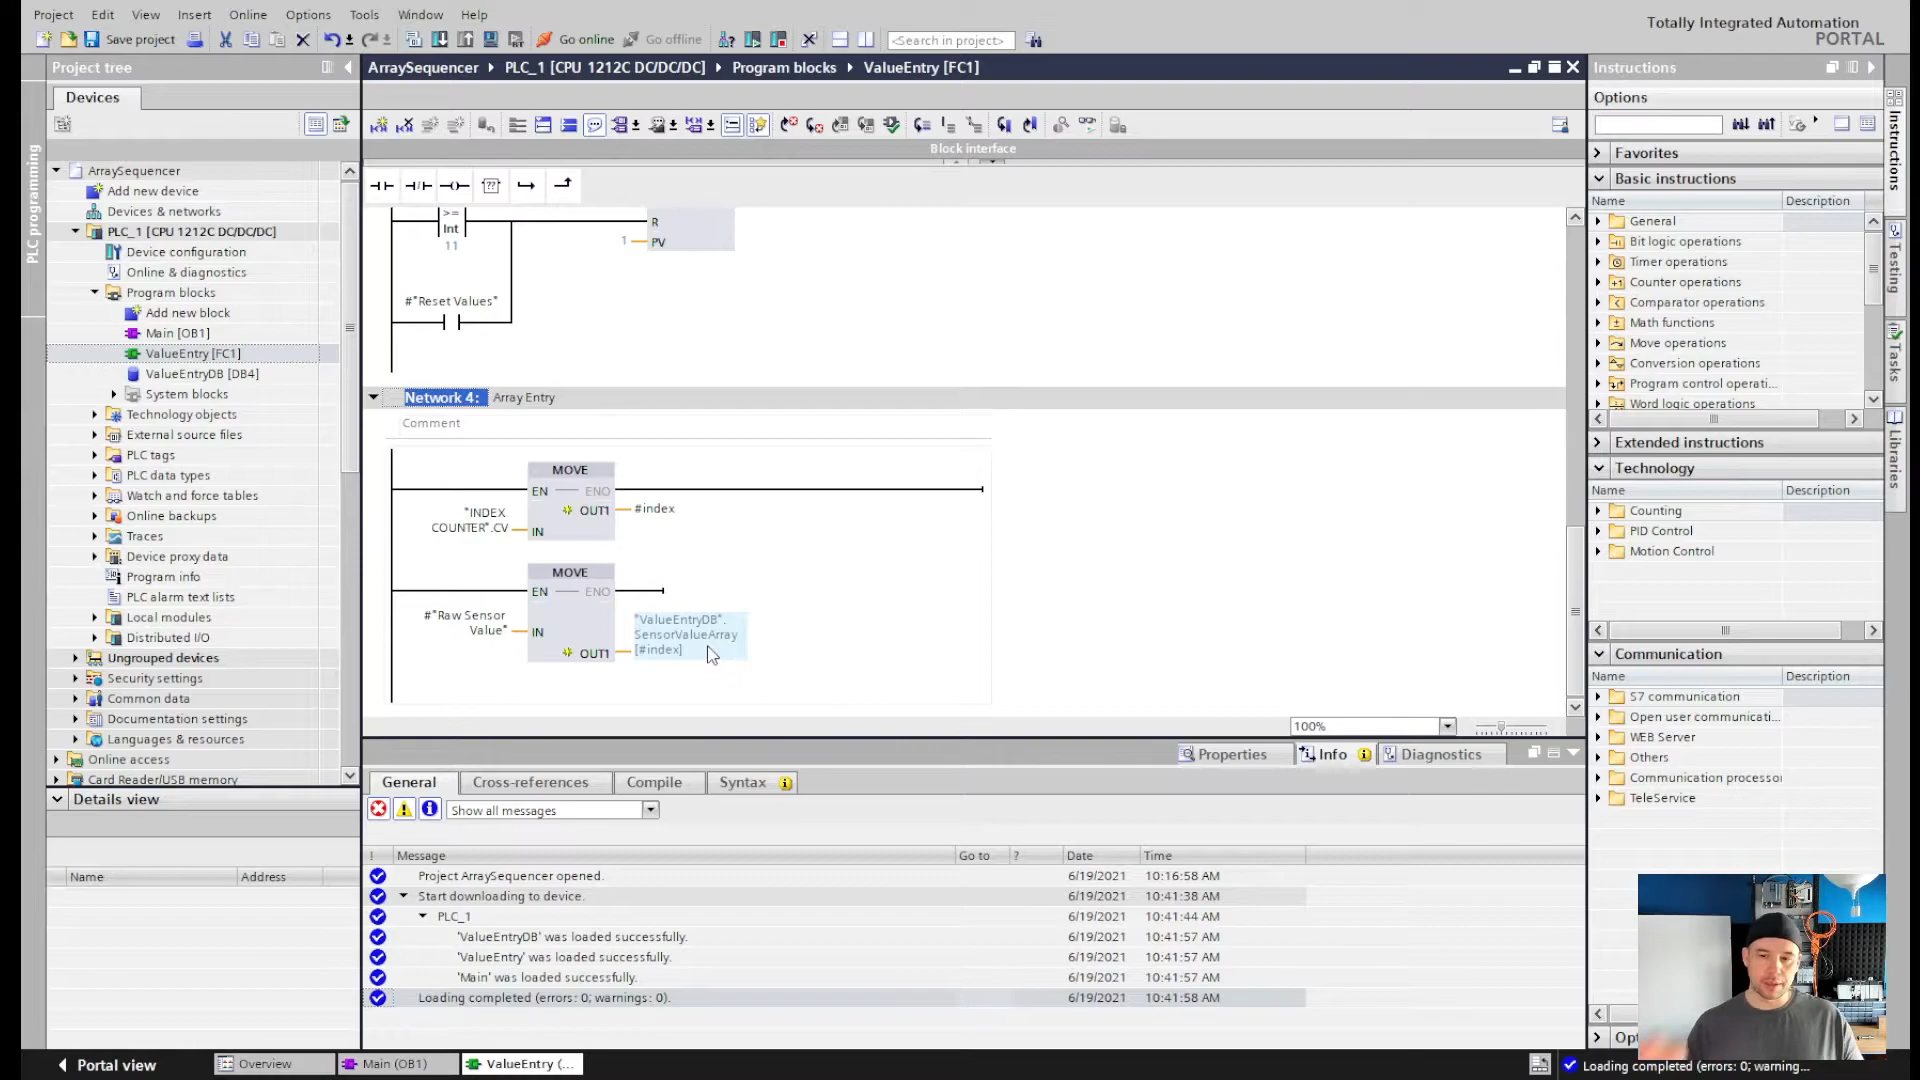 Project Edit View Insert Online Options Tools Window Help
Totally Integrated Automation
PORTAL
Save project
Go online
Go offline
<Search in project>
Project tree
ArraySequencer
PLC_1 [CPU 1212C DC/DC/DC]
Program blocks
ValueEntry [FC1]
Instructions
Devices
Options
PLC programming
Block interface
Favorites
Basic instructions
Name Description
General
Bit logic operations
Timer operations
Counter operations
Comparator operations
Math functions
Move operations
Conversion operations
Program control operati...
Word logic operations
Extended instructions
Technology
Name Description
Counting
PID Control
Motion Control
Communication
Name Description
S7 communication
Open user communicati...
WEB Server
Others
Communication processor
TeleService
Instructions
Testing
Tasks
Libraries
ArraySequencer
Add new device
Devices & networks
PLC_1 [CPU 1212C DC/DC/DC]
Device configuration
Online & diagnostics
Program blocks
Add new block
Main [OB1]
ValueEntry [FC1]
ValueEntryDB [DB4]
System blocks
Technology objects
External source files
PLC tags
PLC data types
Watch and force tables
Online backups
Traces
Device proxy data
Program info
PLC alarm text lists
Local modules
Distributed I/O
Ungrouped devices
Security settings
Common data
Documentation settings
Languages & resources
Online access
Card Reader/USB memory
Details view
Name Address
>=
Int
11
R
1 PV
#"Reset Values"
Network 4: Array Entry
Comment
MOVE
EN ENO
"INDEX
COUNTER".CV
IN
OUT1
#index
MOVE
EN ENO
#"Raw Sensor
Value"
IN
OUT1
"ValueEntryDB".
SensorValueArray
[#index]
100%
Properties
Info
Diagnostics
General Cross-references Compile Syntax
Show all messages
! Message Go to ? Date Time
Project ArraySequencer opened. 6/19/2021 10:16:58 AM
Start downloading to device. 6/19/2021 10:41:38 AM
PLC_1 6/19/2021 10:41:44 AM
'ValueEntryDB' was loaded successfully. 6/19/2021 10:41:57 AM
'ValueEntry' was loaded successfully. 6/19/2021 10:41:57 AM
'Main' was loaded successfully. 6/19/2021 10:41:57 AM
Loading completed (errors: 0; warnings: 0). 6/19/2021 10:41:58 AM
Portal view
Overview
Main (OB1)
ValueEntry (...
Loading completed (errors: 0; warning...